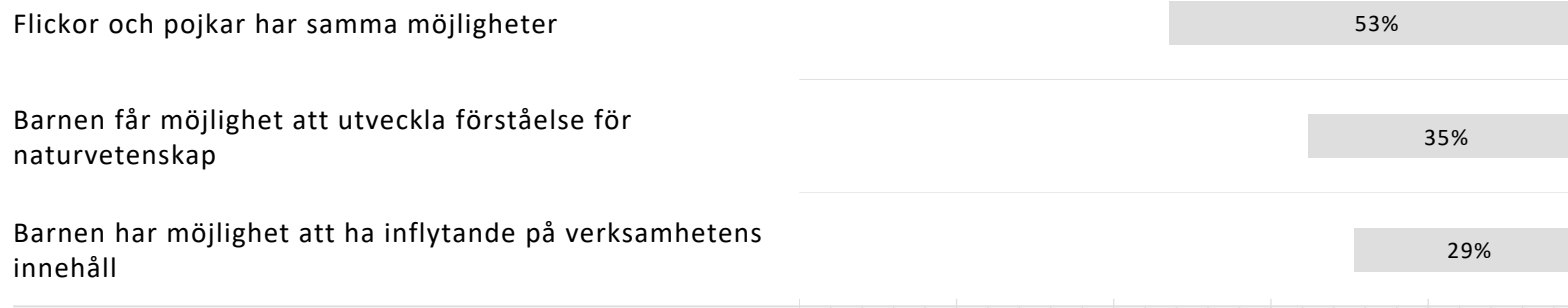 Flickor och pojkar har samma möjligheter
53%
Barnen får möjlighet att utveckla förståelse för
naturvetenskap
35%
Barnen har möjlighet att ha inflytande på verksamhetens
innehåll
29%